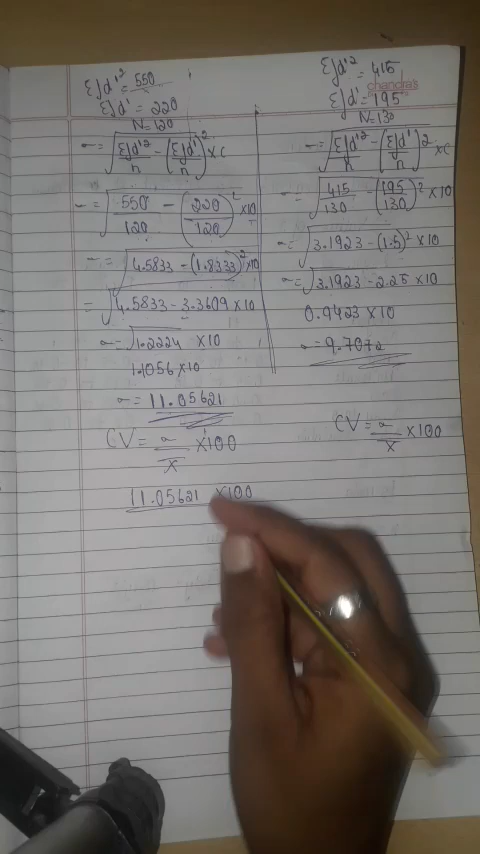 Σfd'² = 550
Σfd' = 220
N=120
σ = √Σfd'²/n - (Σfd'/n)² ×c
σ = √550/120 - (220/120)² ×10
σ = √4.5833 - (1.8333)² ×10
= √4.5833 - 3.3609 ×10
σ = √1.2224 ×10
1.1056 ×10
σ = 11.05621
CV = σ/x̄ ×100
11.05621 ×100
Σfd'² = 415
chandra's
Σfd' = 195
N=130
σ = √Σfd'²/n - (Σfd'/n)² ×c
σ = √415/130 - (195/130)² ×10
σ = √3.1923 - (1.5)² ×10
σ = √3.1923 - 2.25 ×10
0.9423 ×10
σ = 9.7072
CV = σ/x̄ ×100